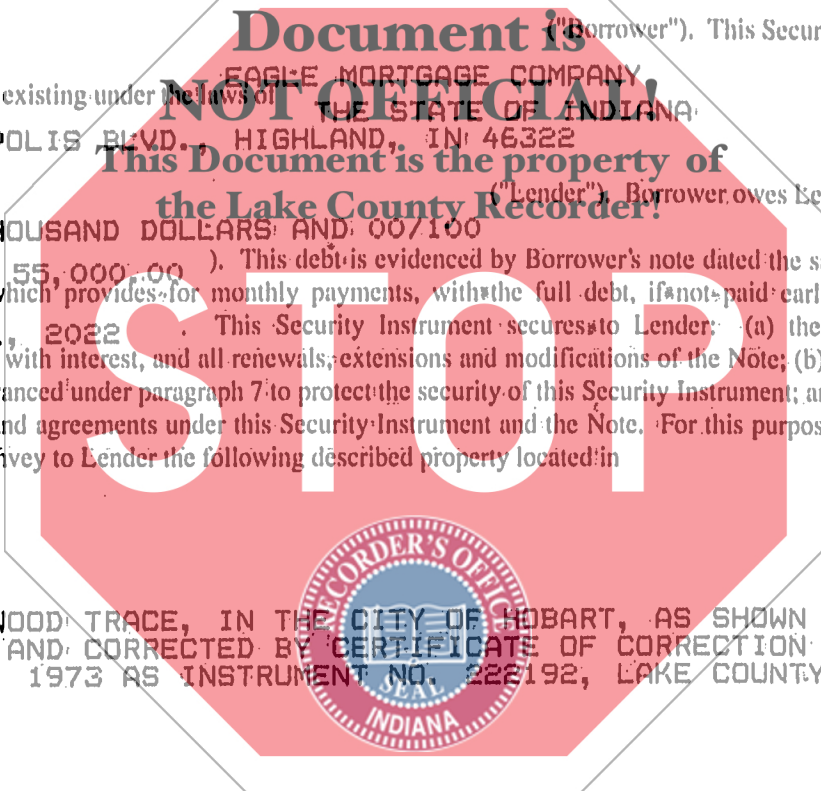 Document is
("Borrower"). This Secur
EAGLE MORTGAGE COMPANY
existing under the laws of
NOT OFFICIAL!
THE STATE OF INDIANA
POLIS BLVD., HIGHLAND, IN 46322
This Document is the property of
("Lender"). Borrower owes Le
the Lake County Recorder!
HOUSAND DOLLARS AND 00/100
55,000.00 ). This debt is evidenced by Borrower's note dated the s
which provides for monthly payments, with the full debt, if not paid earl
, 2022 . This Security Instrument secures to Lender: (a) the
with interest, and all renewals, extensions and modifications of the Note; (b)
anced under paragraph 7 to protect the security of this Security Instrument; a
nd agreements under this Security Instrument and the Note. For this purpos
vey to Lender the following described property located in
STOP
RECORDER'S OFFICE
WOOD TRACE, IN THE CITY OF HOBART, AS SHOWN
AND CORRECTED BY CERTIFICATE OF CORRECTION
1973 AS INSTRUMENT NO. 222192, LAKE COUNTY
SEAL
INDIANA